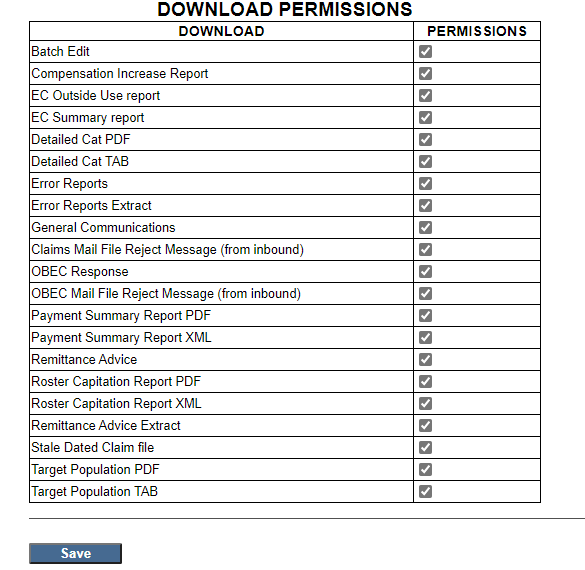 DOWNLOAD PERMISSIONS
DOWNLOAD PERMISSIONS
Batch Edit
Compensation Increase Report
EC Outside Use report
EC Summary report
Detailed Cat PDF
Detailed Cat TAB
Error Reports
Error Reports Extract
General Communications
Claims Mail File Reject Message (from inbound)
OBEC Response
OBEC Mail File Reject Message (from inbound)
Payment Summary Report PDF
Payment Summary Report XML
Remittance Advice
Roster Capitation Report PDF
Roster Capitation Report XML
Remittance Advice Extract
Stale Dated Claim file
Target Population PDF
Target Population TAB
Save